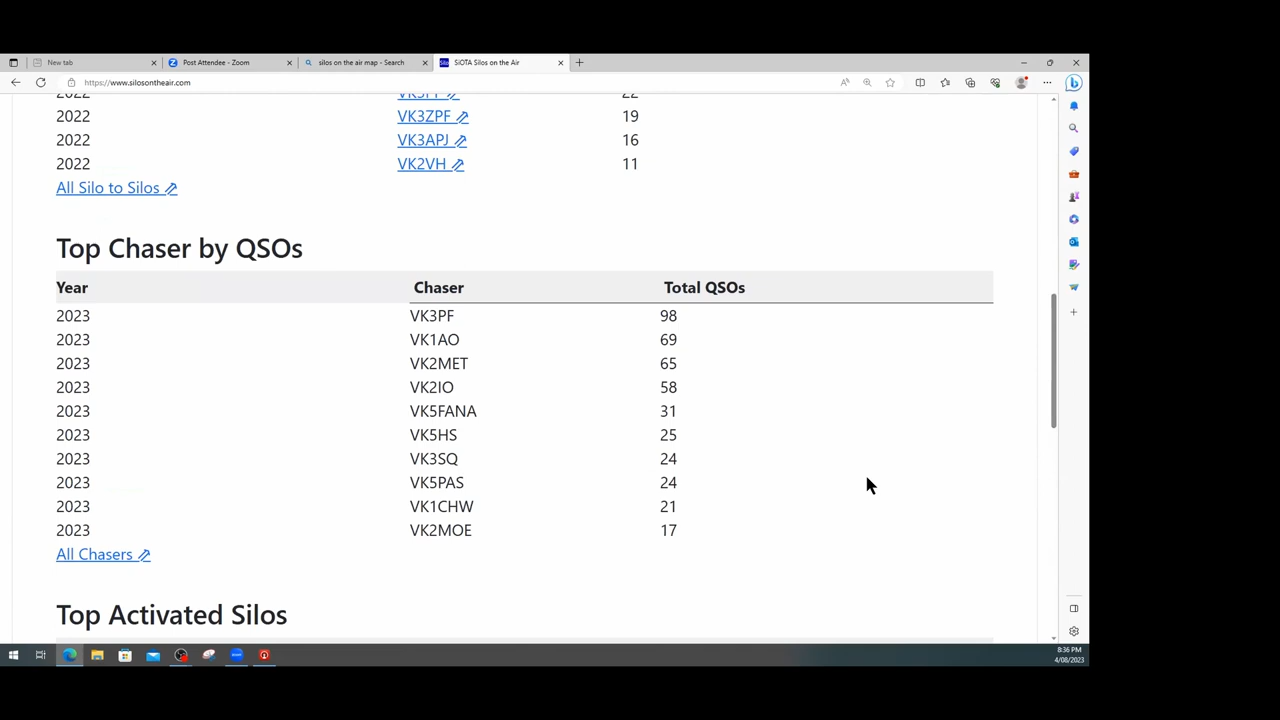 New tab
Post Attendee - Zoom
silos on the air map - Search
SiOTA Silos on the Air
https://www.silosontheair.com
2022 VK3PF 22
2022 VK3ZPF 19
2022 VK3APJ 16
2022 VK2VH 11
All Silo to Silos
Top Chaser by QSOs
Year Chaser Total QSOs
2023 VK3PF 98
2023 VK1AO 69
2023 VK2MET 65
2023 VK2IO 58
2023 VK5FANA 31
2023 VK5HS 25
2023 VK3SQ 24
2023 VK5PAS 24
2023 VK1CHW 21
2023 VK2MOE 17
All Chasers
Top Activated Silos
8:36 PM
4/08/2023